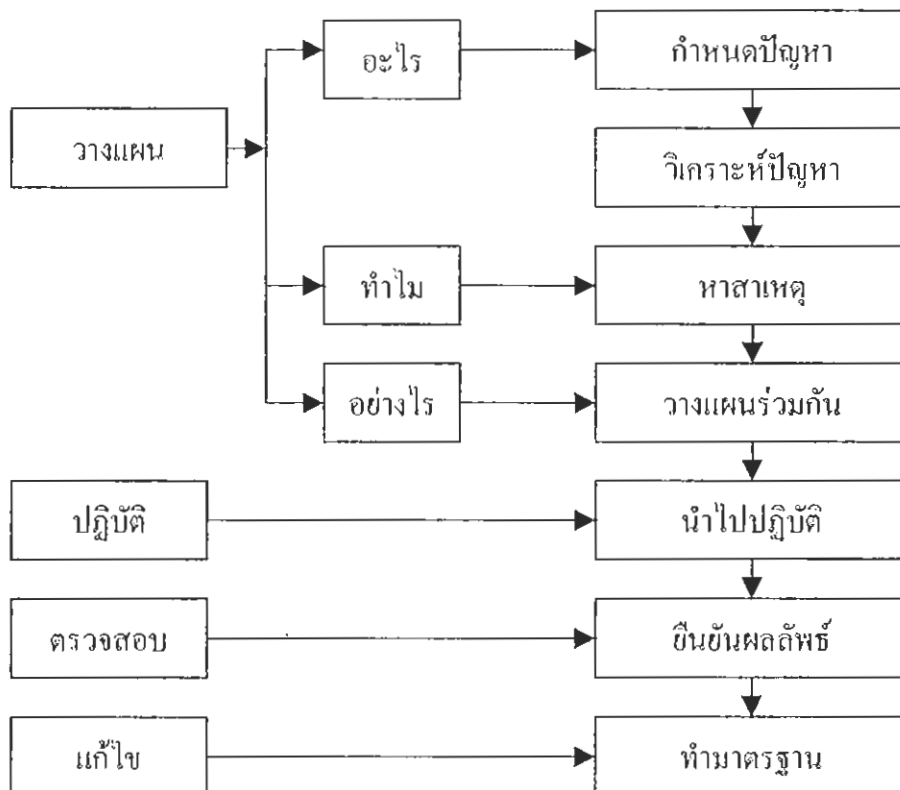 อะไร
กำหนดปัญหา
วางแผน
วิเคราะห์ปัญหา
ทำไม
หาสาเหตุ
อย่างไร
วางแผนร่วมกัน
ปฏิบัติ
นำไปปฏิบัติ
ตรวจสอบ
ยืนยันผลลัพธ์
แก้ไข
ทำมาตรฐาน